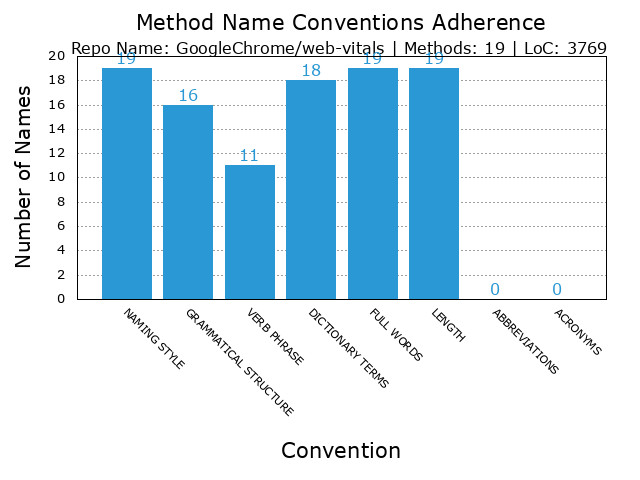 Method Name Conventions Adherence
Repo Name: GoogleChrome/web-vitals | Methods: 19 | LoC: 3769
Number of Names
20
18
16
14
12
10
8
6
4
2
0
19
16
11
18
19
19
0
0
NAMING STYLE
GRAMMATICAL STRUCTURE
VERB PHRASE
DICTIONARY TERMS
FULL WORDS
LENGTH
ABBREVIATIONS
ACRONYMS
Convention